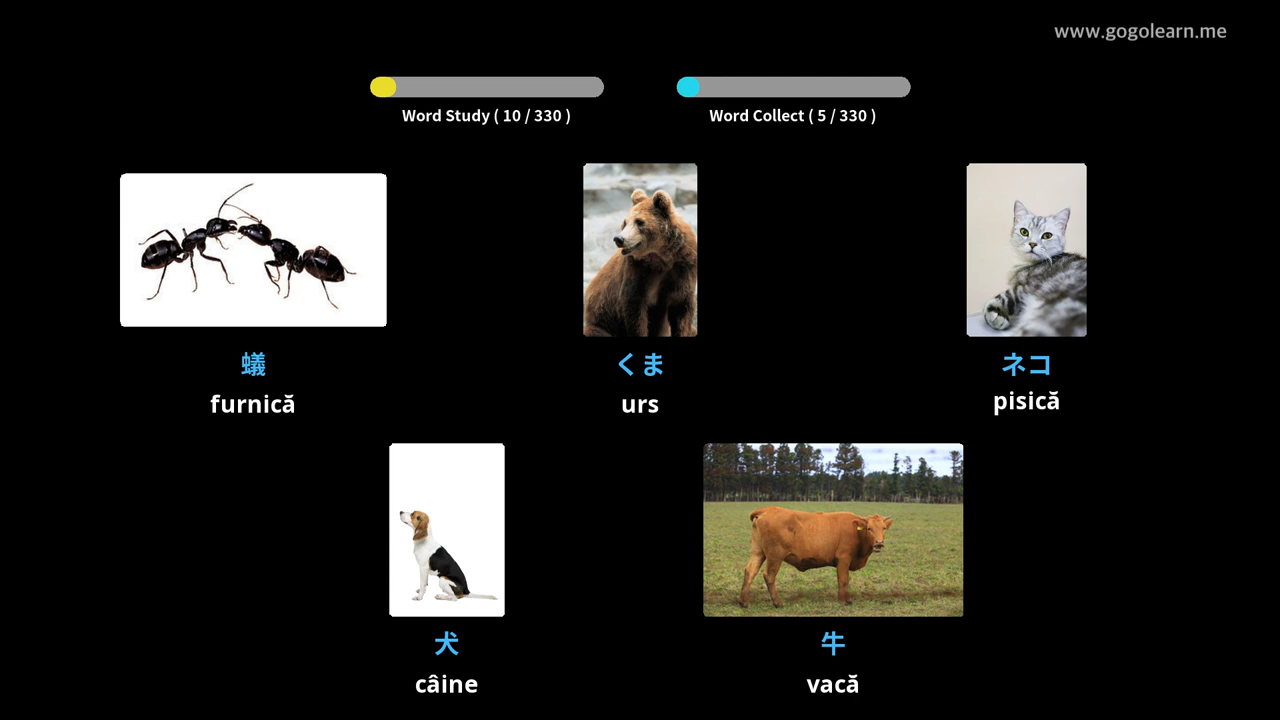 www.gogolearn.me
Word Study ( 10 / 330 )
Word Collect ( 5 / 330 )
蟻
furnică
くま
urs
ネコ
pisică
犬
câine
牛
vacă